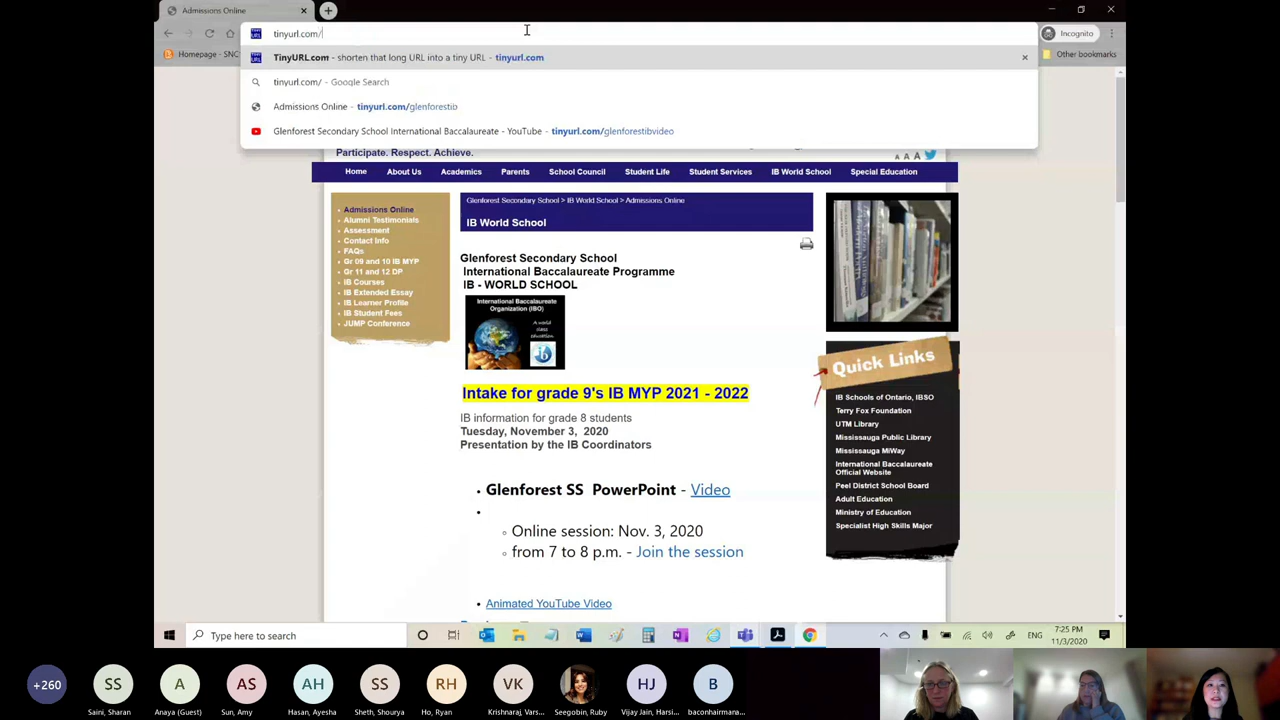 Admissions Online
tinyurl.com/
Incognito
TinyURL.com - shorten that long URL into a tiny URL - tinyurl.com
Homepage - SNC
Other bookmarks
tinyurl.com/ - Google Search
Admissions Online - tinyurl.com/glenforestib
Glenforest Secondary School International Baccalaureate - YouTube - tinyurl.com/glenforestibvideo
Participate. Respect. Achieve.
A A A
Home About Us Academics Parents School Council Student Life Student Services IB World School Special Education
Admissions Online
Alumni Testimonials
Assessment
Contact Info
FAQs
Gr 09 and 10 IB MYP
Gr 11 and 12 DP
IB Courses
IB Extended Essay
IB Learner Profile
IB Student Fees
JUMP Conference
Glenforest Secondary School > IB World School > Admissions Online
IB World School
Glenforest Secondary School
International Baccalaureate Programme
IB - WORLD SCHOOL
International Baccalaureate
Organization (IBO)
A world
class
education
Intake for grade 9's IB MYP 2021 - 2022
IB information for grade 8 students
Tuesday, November 3, 2020
Presentation by the IB Coordinators
Glenforest SS PowerPoint - Video
Online session: Nov. 3, 2020
from 7 to 8 p.m. - Join the session
Animated YouTube Video
Quick Links
IB Schools of Ontario, IBSO
Terry Fox Foundation
UTM Library
Mississauga Public Library
Mississauga MiWay
International Baccalaureate
Official Website
Peel District School Board
Adult Education
Ministry of Education
Specialist High Skills Major
Type here to search
ENG
7:25 PM
11/3/2020
+260
SS
A
AS
AH
SS
RH
VK
HJ
B
Saini, Sharan
Anaya (Guest)
Sun, Amy
Hasan, Ayesha
Sheth, Shourya
Ho, Ryan
Krishnaraj, Vars...
Seegobin, Ruby
Vijay Jain, Harsi...
baconhairmana...